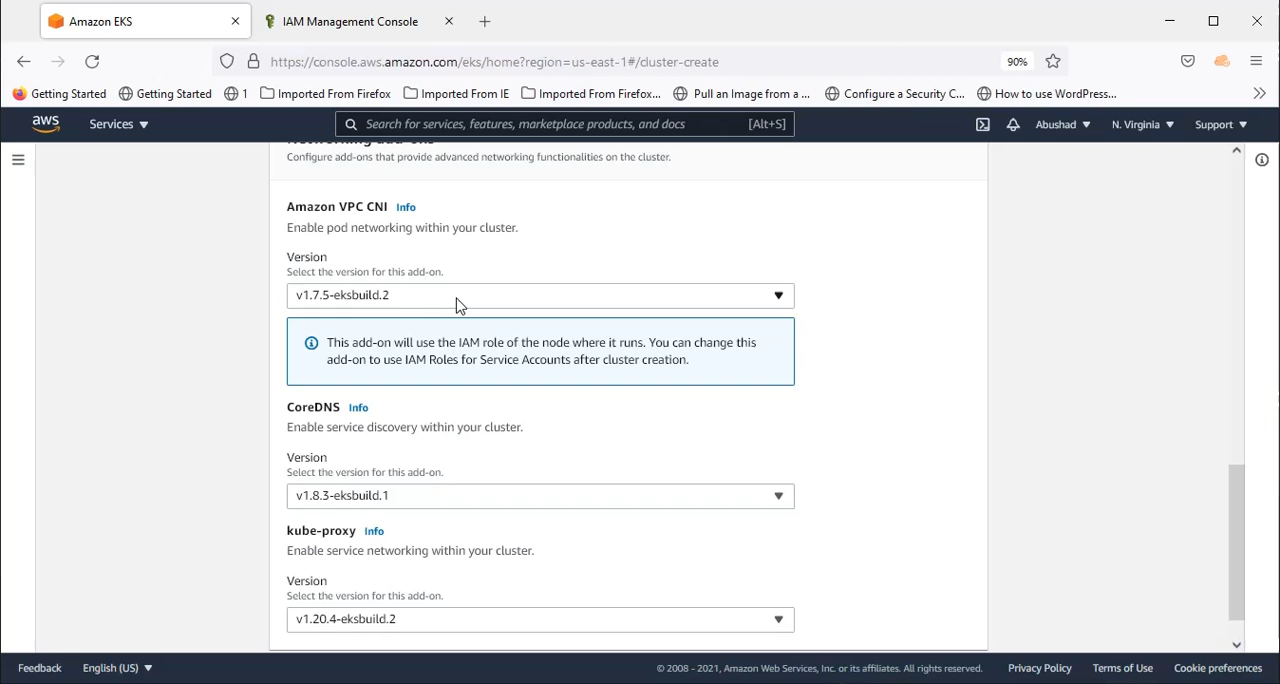 Amazon EKS
IAM Management Console
https://console.aws.amazon.com/eks/home?region=us-east-1#/cluster-create
90%
Getting Started
Getting Started
1
Imported From Firefox
Imported From IE
Imported From Firefox...
Pull an Image from a ...
Configure a Security C...
How to use WordPress...
aws
Services
Search for services, features, marketplace products, and docs
[Alt+S]
Abushad
N. Virginia
Support
Networking add-ons
Configure add-ons that provide advanced networking functionalities on the cluster.
Amazon VPC CNI Info
Enable pod networking within your cluster.
Version
Select the version for this add-on.
v1.7.5-eksbuild.2
This add-on will use the IAM role of the node where it runs. You can change this
add-on to use IAM Roles for Service Accounts after cluster creation.
CoreDNS Info
Enable service discovery within your cluster.
Version
Select the version for this add-on.
v1.8.3-eksbuild.1
kube-proxy Info
Enable service networking within your cluster.
Version
Select the version for this add-on.
v1.20.4-eksbuild.2
Feedback
English (US)
© 2008 - 2021, Amazon Web Services, Inc. or its affiliates. All rights reserved.
Privacy Policy
Terms of Use
Cookie preferences